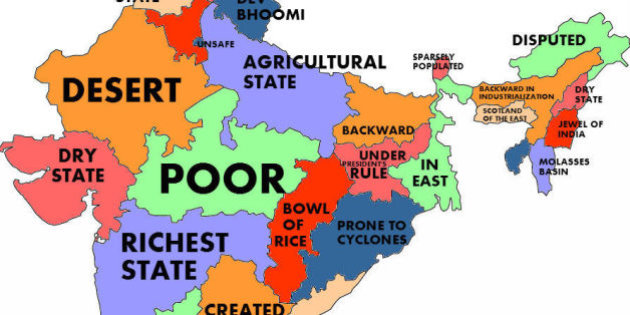 STATE
DEV
BHOOMI
UNSAFE
DISPUTED
AGRICULTURAL
STATE
SPARSELY
POPULATED
DESERT
BACKWARD IN
INDUSTRIALIZATION
DRY
STATE
SCOTLAND
OF THE EAST
JEWEL OF
INDIA
BACKWARD
DRY
STATE
POOR
UNDER
PRESIDENT'S
RULE
IN
EAST
MOLASSES
BASIN
BOWL
OF
RICE
PRONE TO
CYCLONES
RICHEST
STATE
CREATED